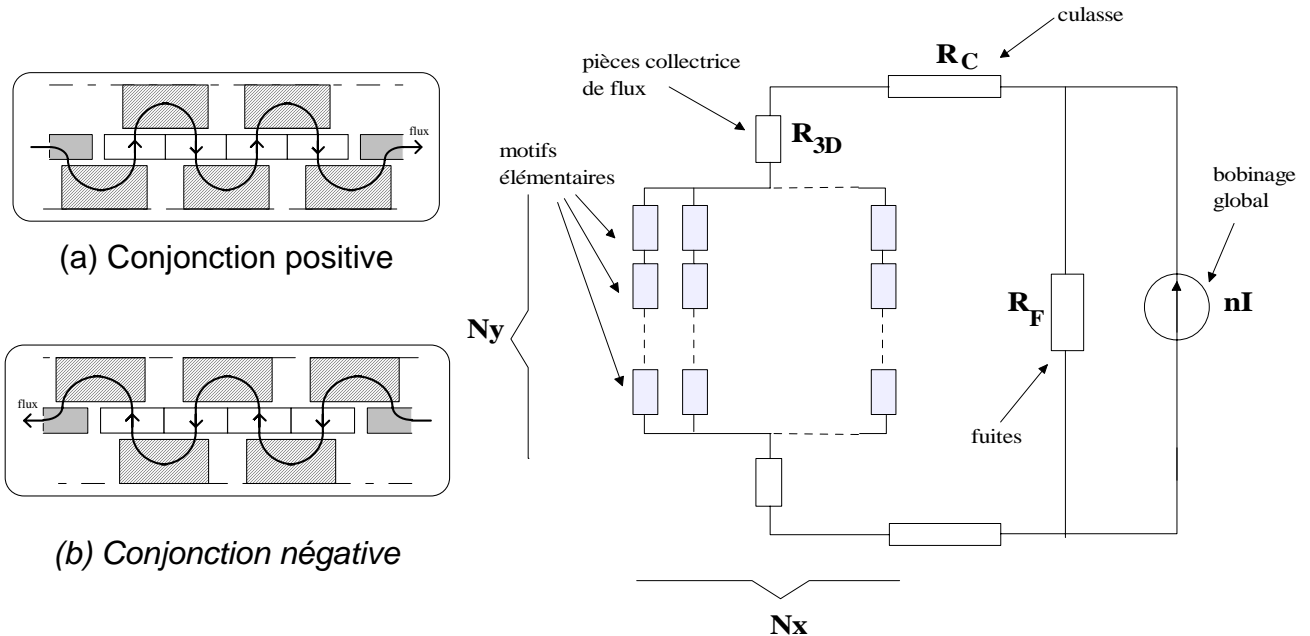 flux
(a) Conjonction positive
flux
(b) Conjonction négative
culasse
pièces collectrice
de flux
R_C
R_3D
motifs
élémentaires
bobinage
global
Ny
R_F
nI
fuites
Nx